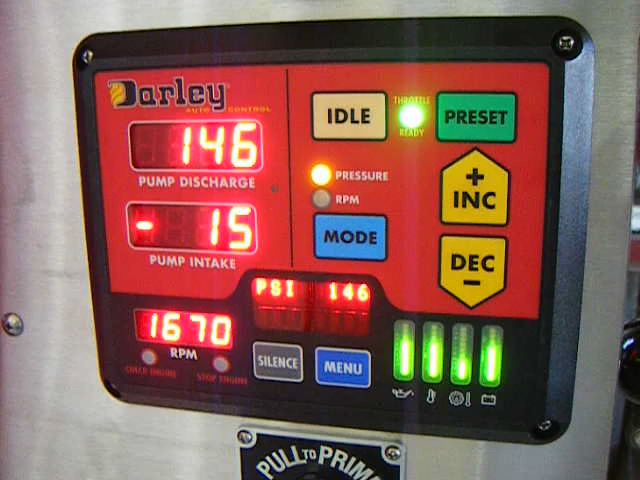 Darley
AUTO CONTROL
146
PUMP DISCHARGE
- 15
PUMP INTAKE
1670
RPM
CHECK ENGINE
STOP ENGINE
IDLE
THROTTLE
READY
PRESET
PRESSURE
RPM
MODE
+
INC
DEC
-
PSI 146
SILENCE
MENU
PULL TO PRIME